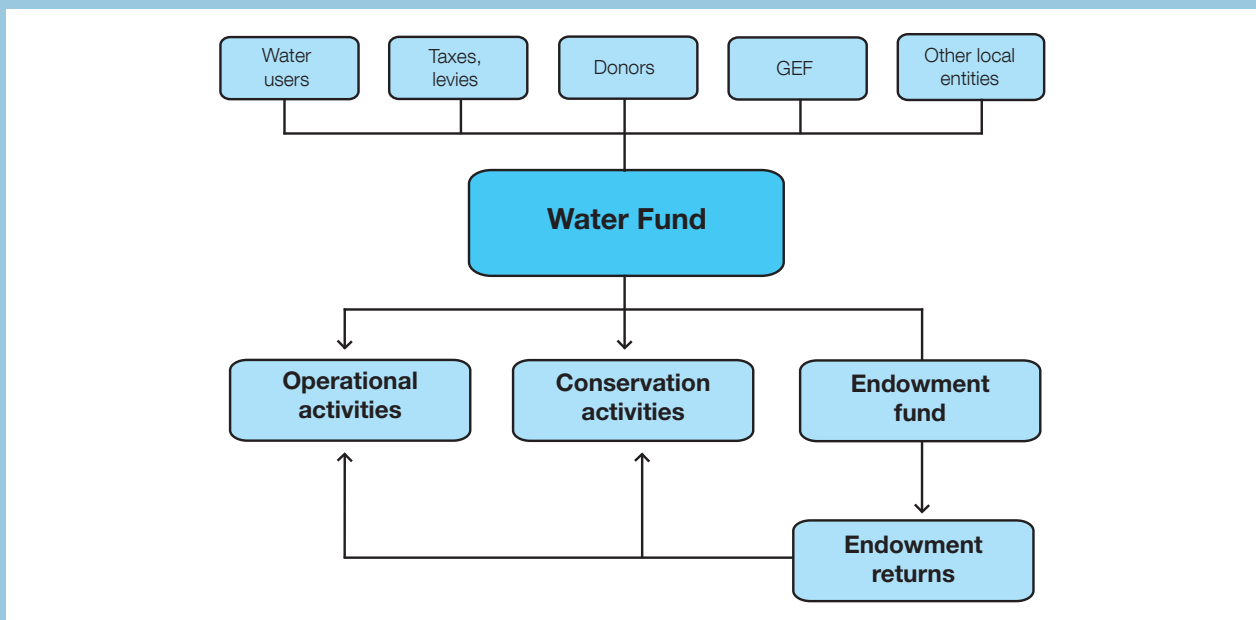 Water
users
Taxes,
levies
Donors
GEF
Other local
entities
Water Fund
Operational
activities
Conservation
activities
Endowment
fund
Endowment
returns